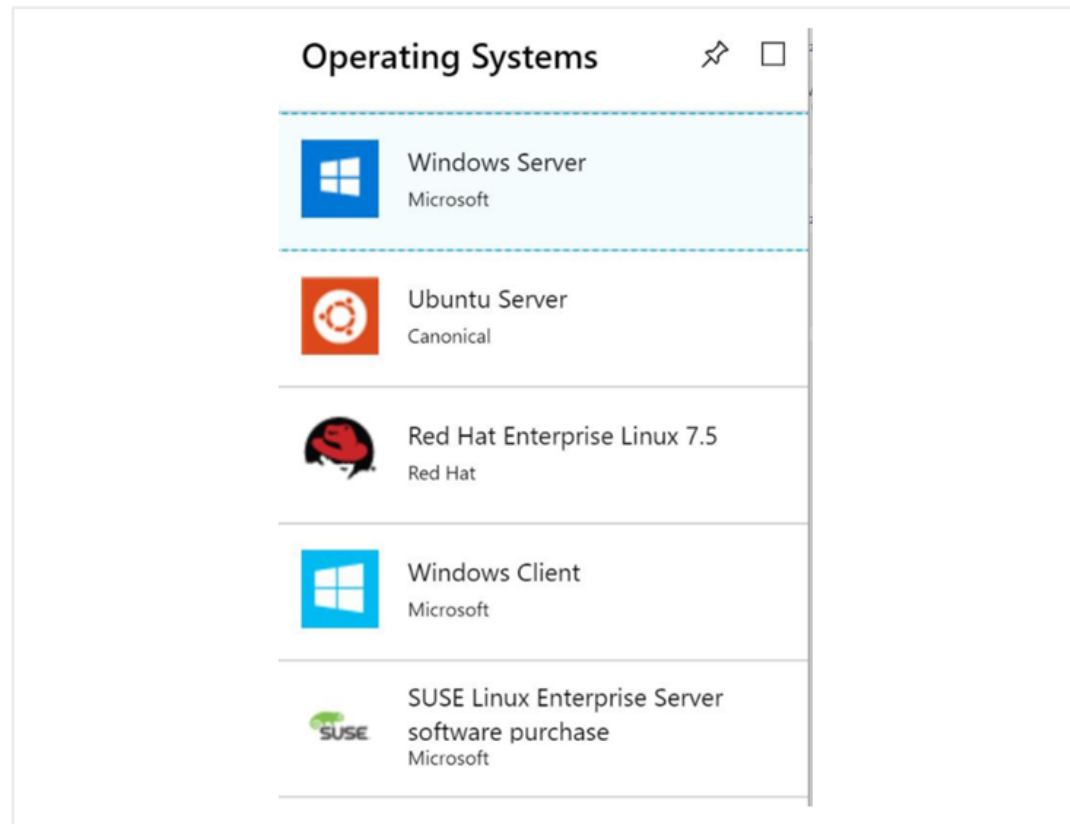 Operating Systems
Windows Server
Microsoft
Ubuntu Server
Canonical
Red Hat Enterprise Linux 7.5
Red Hat
Windows Client
Microsoft
SUSE
SUSE Linux Enterprise Server
software purchase
Microsoft